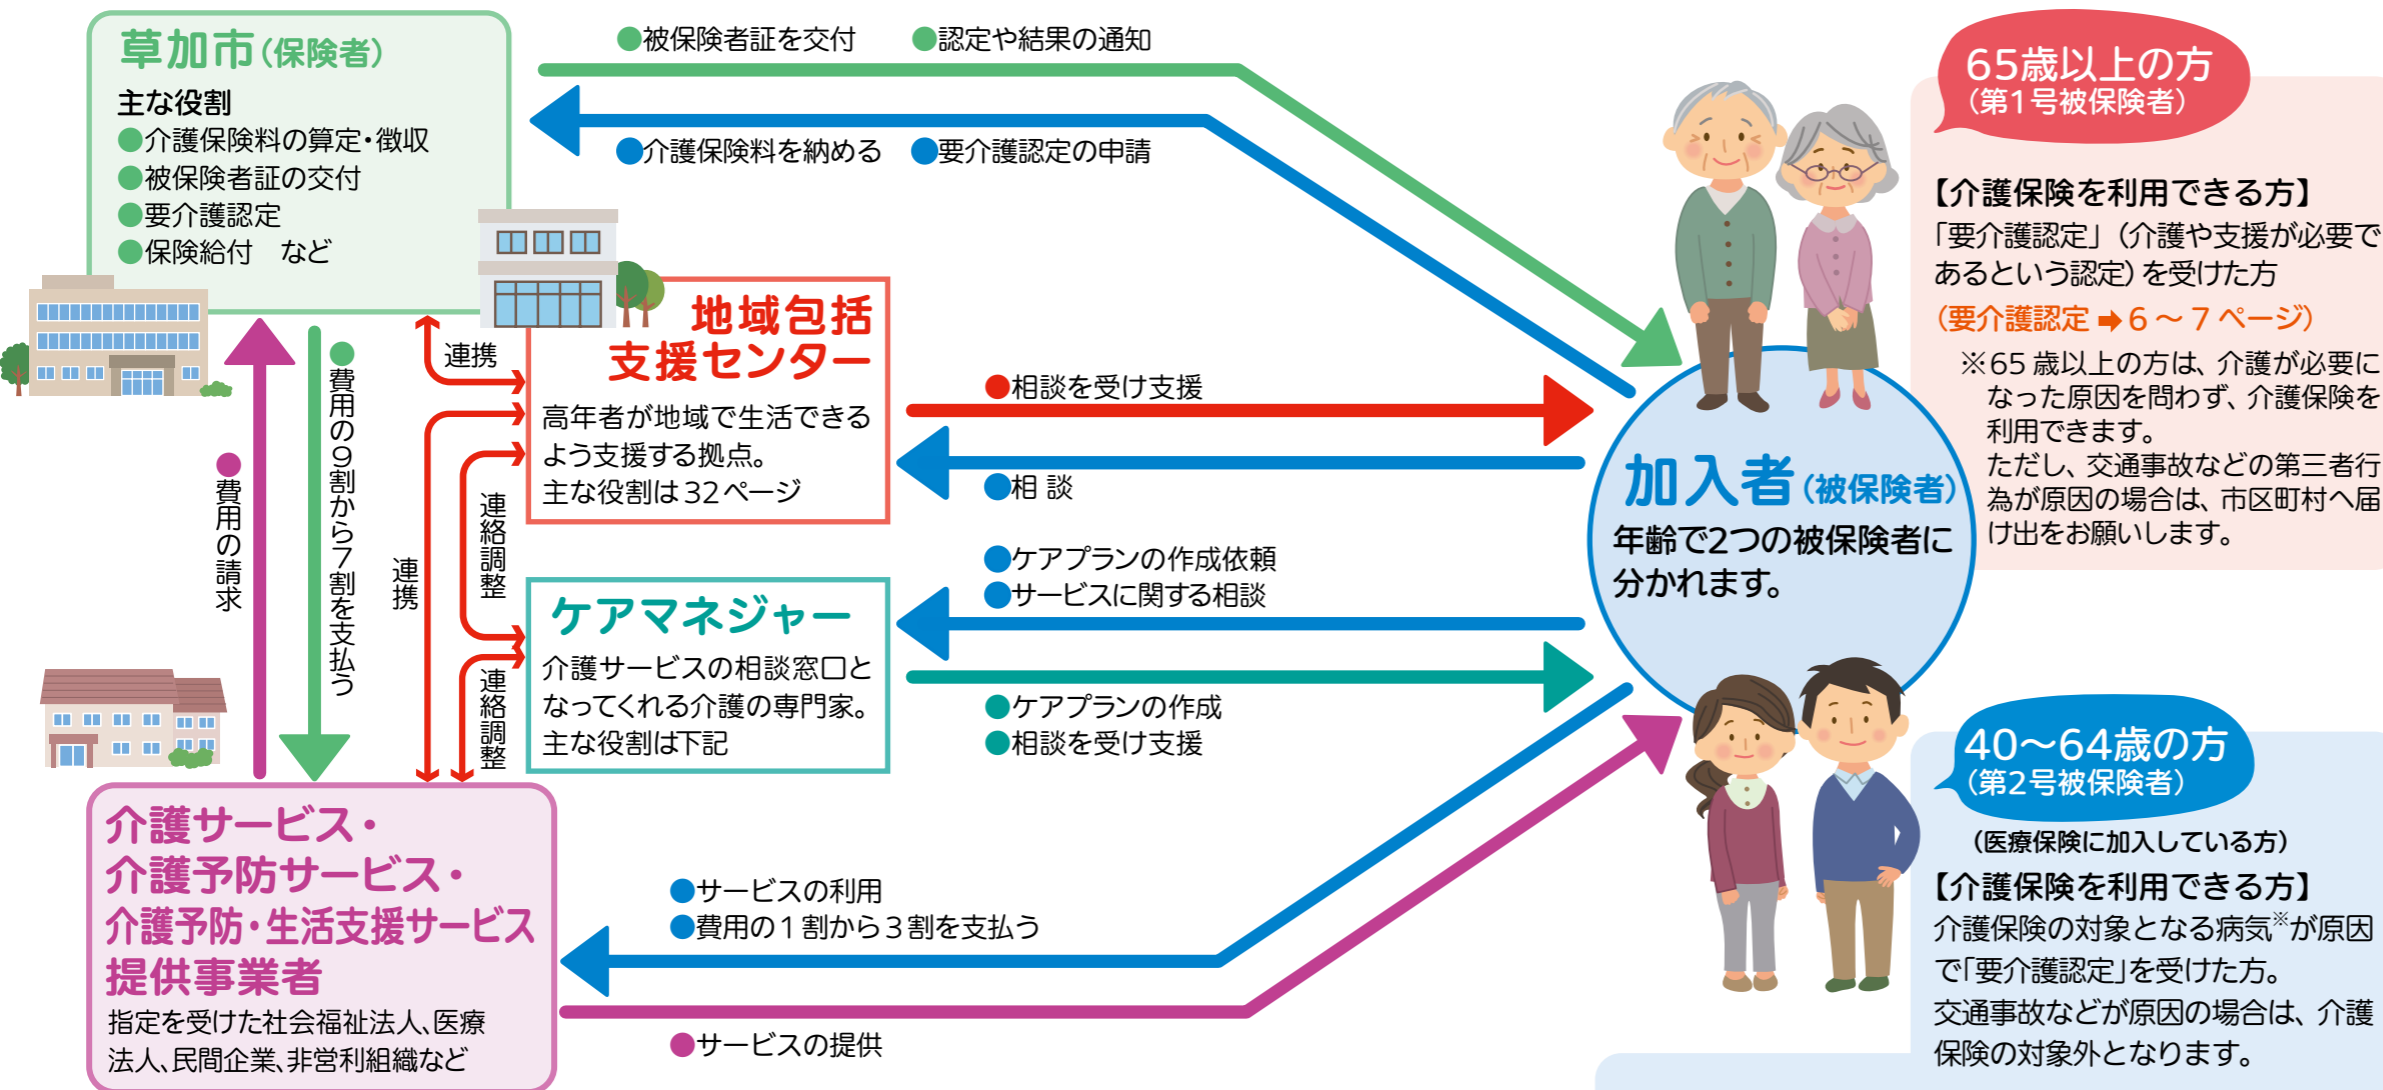 草加市(保険者)
主な役割
●介護保険料の算定・徴収
●被保険者証の交付
●要介護認定
●保険給付 など
●被保険者証を交付 ●認定や結果の通知
●介護保険料を納める ●要介護認定の申請
地域包括
支援センター
高年者が地域で生活できる
よう支援する拠点。
主な役割は32ページ
連携
連携
連絡調整
連絡調整
●費用の請求
●費用の9割から7割を支払う
●相談を受け支援
●相 談
ケアマネジャー
介護サービスの相談窓口と
なってくれる介護の専門家。
主な役割は下記
●ケアプランの作成依頼
●サービスに関する相談
●ケアプランの作成
●相談を受け支援
介護サービス・
介護予防サービス・
介護予防・生活支援サービス
提供事業者
指定を受けた社会福祉法人、医療
法人、民間企業、非営利組織など
●サービスの利用
●費用の1割から3割を支払う
●サービスの提供
加入者(被保険者)
年齢で2つの被保険者に
分かれます。
65歳以上の方
(第1号被保険者)
【介護保険を利用できる方】
「要介護認定」(介護や支援が必要で
あるという認定)を受けた方
(要介護認定➡6〜7ページ)
※65歳以上の方は、介護が必要に
なった原因を問わず、介護保険を
利用できます。
ただし、交通事故などの第三者行
為が原因の場合は、市区町村へ届
け出をお願いします。
40〜64歳の方
(第2号被保険者)
(医療保険に加入している方)
【介護保険を利用できる方】
介護保険の対象となる病気※が原因
で「要介護認定」を受けた方。
交通事故などが原因の場合は、介護
保険の対象外となります。